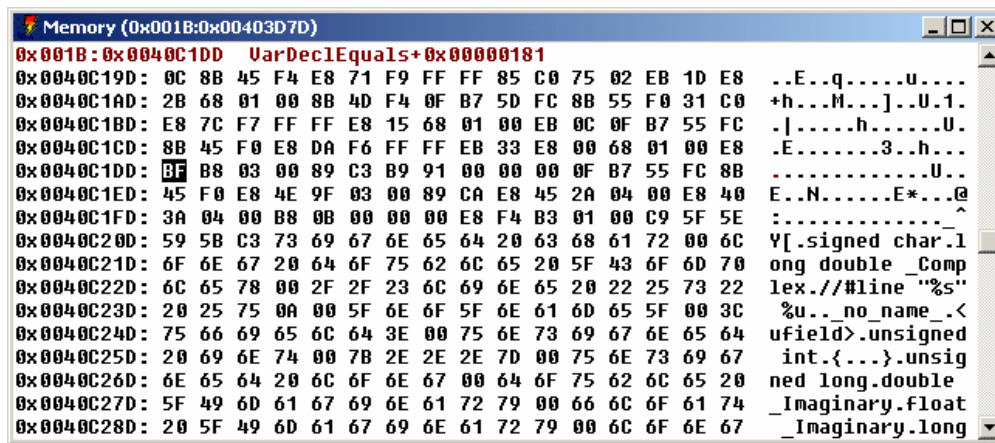 Memory (0x001B:0x00403D7D)
0x001B:0x0040C1DD  VarDeclEquals+0x00000181
0x0040C19D: 0C 8B 45 F4 E8 71 F9 FF FF 85 C0 75 02 EB 1D E8  ..E..q.....u....
0x0040C1AD: 2B 68 01 00 8B 4D F4 0F B7 5D FC 8B 55 F0 31 C0  +h...M...]..U.1.
0x0040C1BD: E8 7C F7 FF FF E8 15 68 01 00 EB 0C 0F B7 55 FC  .|.....h......U.
0x0040C1CD: 8B 45 F0 E8 DA F6 FF FF EB 33 E8 00 68 01 00 E8  .E.......3..h...
0x0040C1DD: BF B8 03 00 89 C3 B9 91 00 00 00 0F B7 55 FC 8B  .............U..
0x0040C1ED: 45 F0 E8 4E 9F 03 00 89 CA E8 45 2A 04 00 E8 40  E..N......E*...@
0x0040C1FD: 3A 04 00 B8 0B 00 00 00 E8 F4 B3 01 00 C9 5F 5E  :............._^
0x0040C20D: 59 5B C3 73 69 67 6E 65 64 20 63 68 61 72 00 6C  Y[.signed char.l
0x0040C21D: 6F 6E 67 20 64 6F 75 62 6C 65 20 5F 43 6F 6D 70  ong double _Comp
0x0040C22D: 6C 65 78 00 2F 2F 23 6C 69 6E 65 20 22 25 73 22  lex.//#line "%s"
0x0040C23D: 20 25 75 0A 00 5F 6E 6F 5F 6E 61 6D 65 5F 00 3C   %u.._no_name_.<
0x0040C24D: 75 66 69 65 6C 64 3E 00 75 6E 73 69 67 6E 65 64  ufield>.unsigned
0x0040C25D: 20 69 6E 74 00 7B 2E 2E 2E 7D 00 75 6E 73 69 67   int.{...}.unsig
0x0040C26D: 6E 65 64 20 6C 6F 6E 67 00 64 6F 75 62 6C 65 20  ned long.double
0x0040C27D: 5F 49 6D 61 67 69 6E 61 72 79 00 66 6C 6F 61 74  _Imaginary.float
0x0040C28D: 20 5F 49 6D 61 67 69 6E 61 72 79 00 6C 6F 6E 67   _Imaginary.long